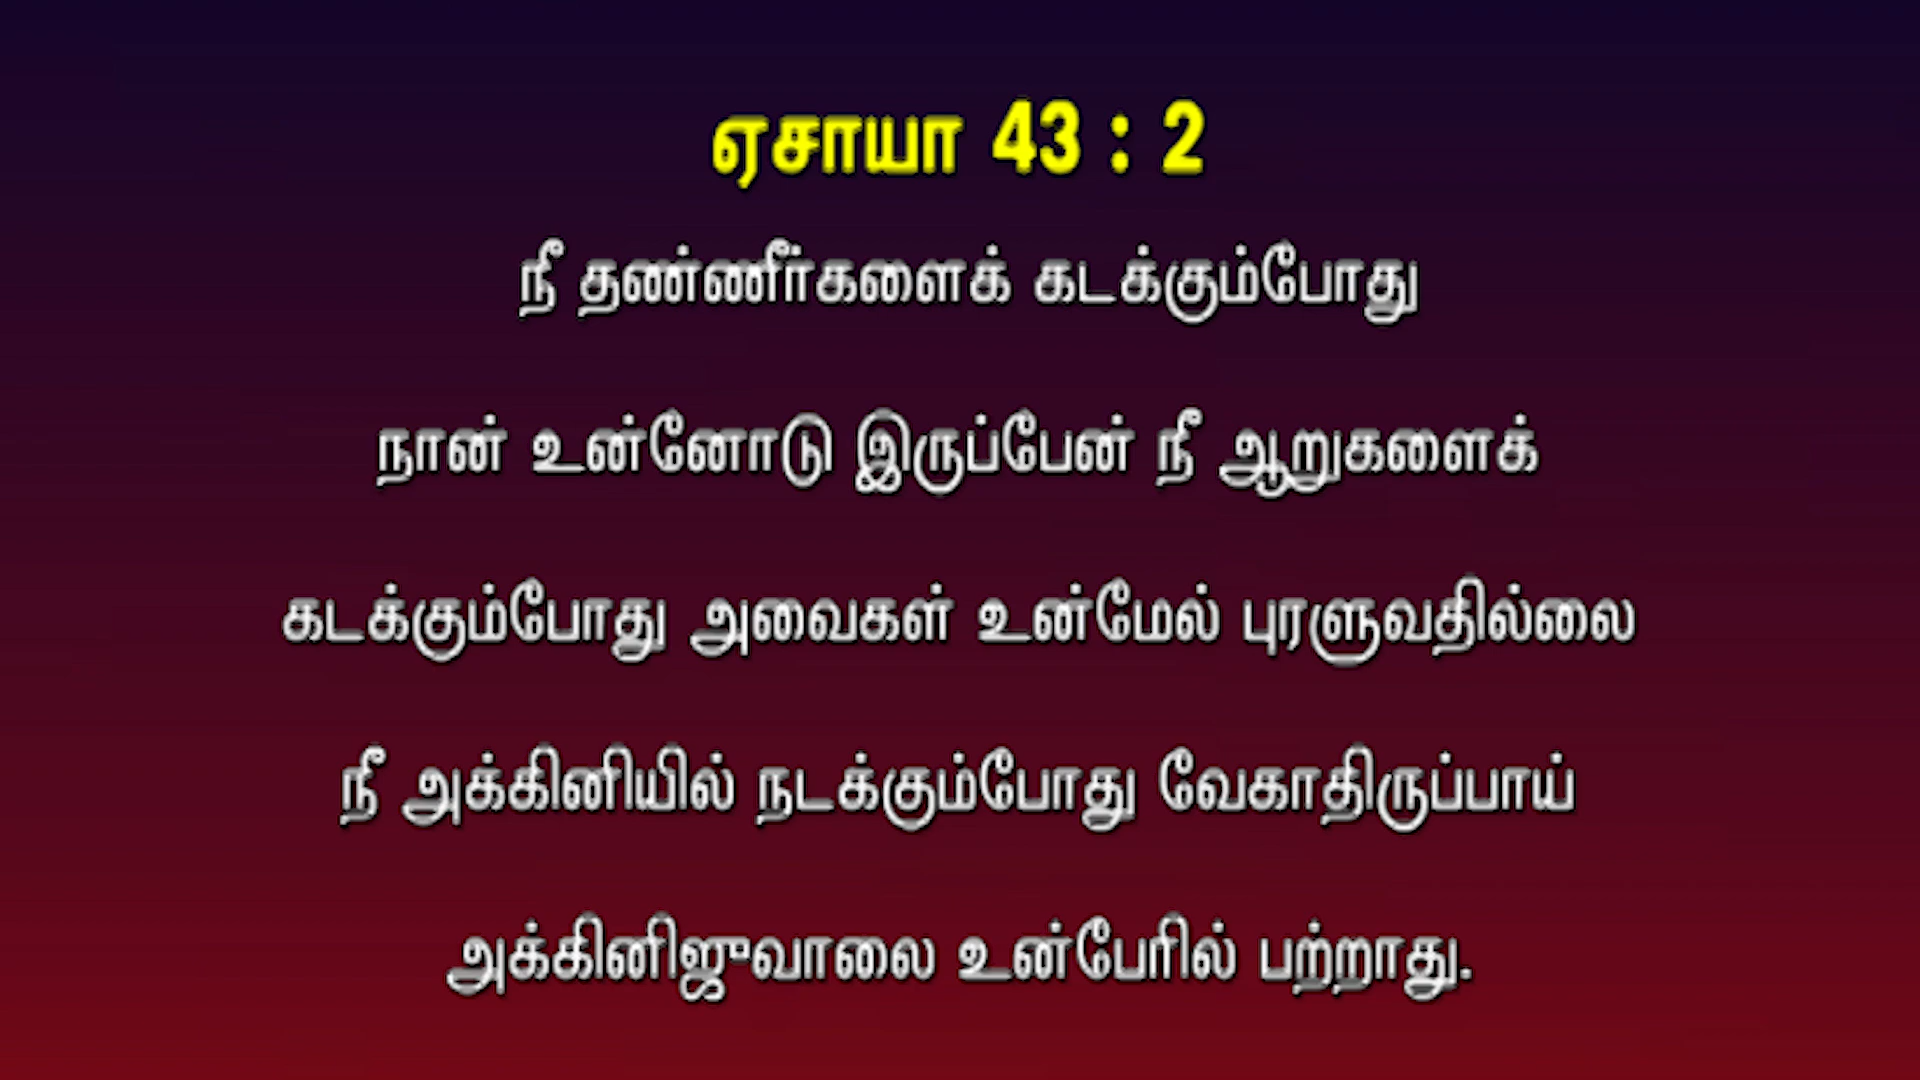 ஏசாயா 43 : 2
நீ தண்ணீர்களைக் கடக்கும்போது
நான் உன்னோடு இருப்பேன் நீ ஆறுகளைக்
கடக்கும்போது அவைகள் உன்மேல் புரளுவதில்லை
நீ அக்கினியில் நடக்கும்போது வேகாதிருப்பாய்
அக்கினிஜுவாலை உன்பேரில் பற்றாது.